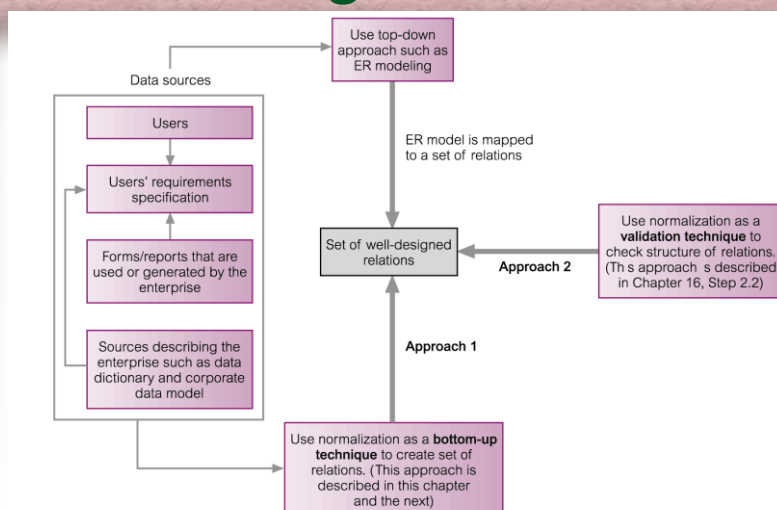 Use top-down
approach such as
ER modeling
Data sources
Users
Users' requirements
specification
Forms/reports that are
used or generated by the
enterprise
Sources describing the
enterprise such as data
dictionary and corporate
data model
ER model is mapped
to a set of relations
Set of well-designed
relations
Approach 2
Use normalization as a
validation technique to
check structure of relations.
(Th s approach s described
in Chapter 16, Step 2.2)
Approach 1
Use normalization as a bottom-up
technique to create set of
relations. (This approach is
described in this chapter
and the next)